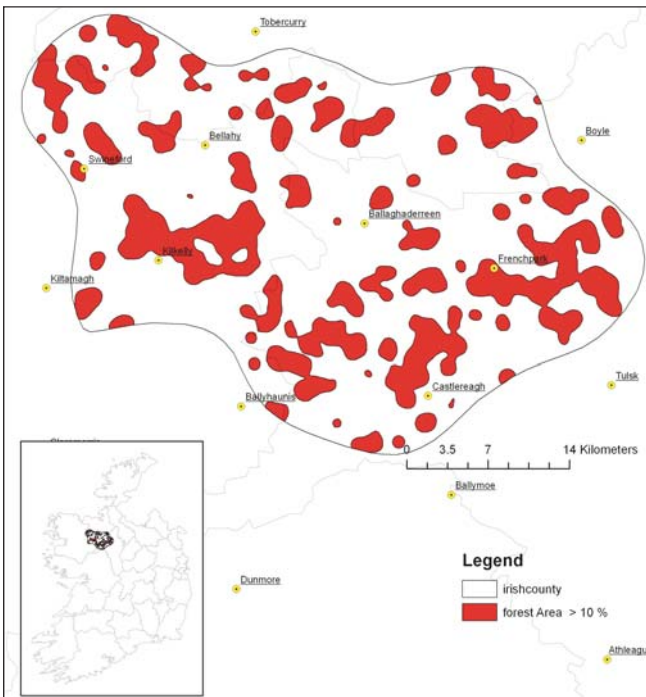 Tobercurry
Boyle
Bellahy
Swineford
Ballaghaderreen
Kilkelly
Frenchpark
Kiltamagh
Tulsk
Castlereagh
Ballyhaunis
0 3.5 7 14 Kilometers
Ballymoe
Legend
irishcounty
forest Area > 10 %
Dunmore
Athleague